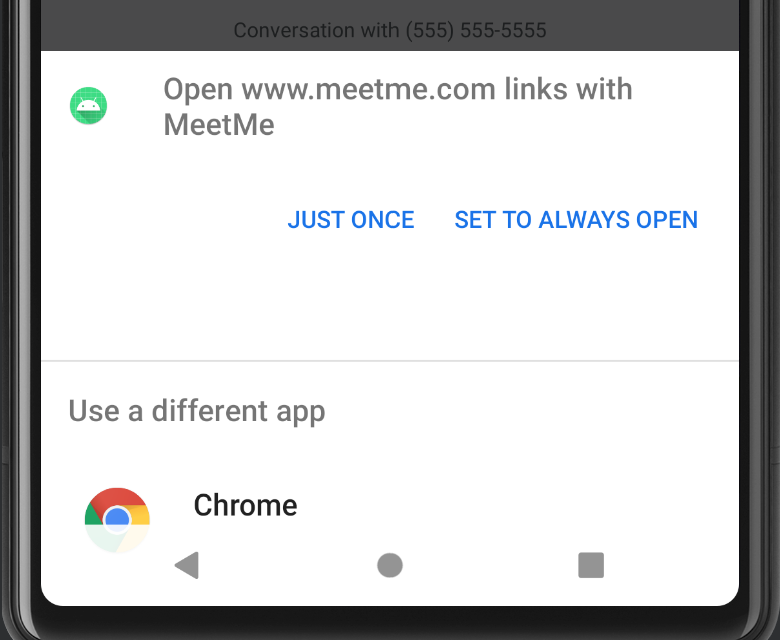 Conversation with (555) 555-5555
Open www.meetme.com links with
MeetMe
JUST ONCE
SET TO ALWAYS OPEN
Use a different app
Chrome